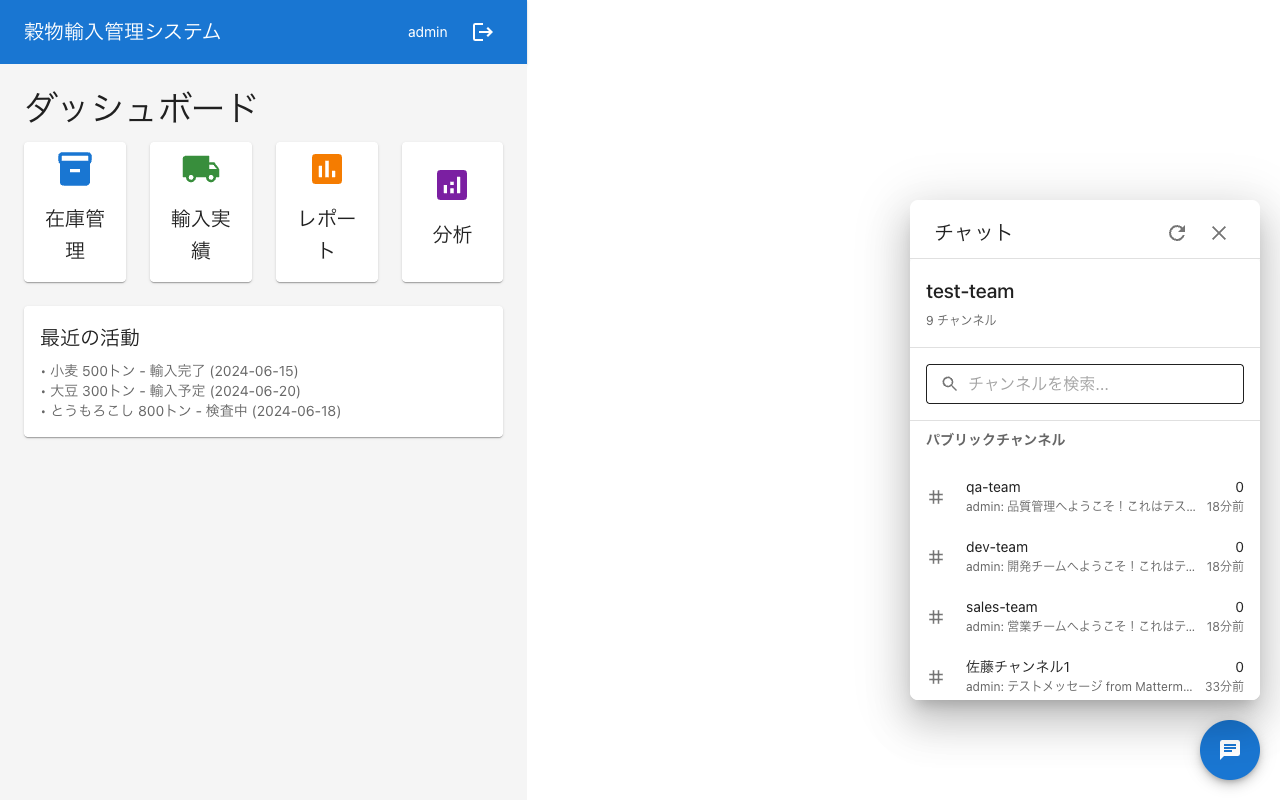 穀物輸入管理システム
admin
ダッシュボード
在庫管
理
輸入実
績
レポー
ト
分析
最近の活動
• 小麦 500トン - 輸入完了 (2024-06-15)
• 大豆 300トン - 輸入予定 (2024-06-20)
• とうもろこし 800トン - 検査中 (2024-06-18)
チャット
test-team
9 チャンネル
チャンネルを検索...
パブリックチャンネル
qa-team 0
admin: 品質管理へようこそ！これはテス... 18分前
dev-team 0
admin: 開発チームへようこそ！これはテ... 18分前
sales-team 0
admin: 営業チームへようこそ！これはテ... 18分前
佐藤チャンネル1 0
admin: テストメッセージ from Matterm... 33分前